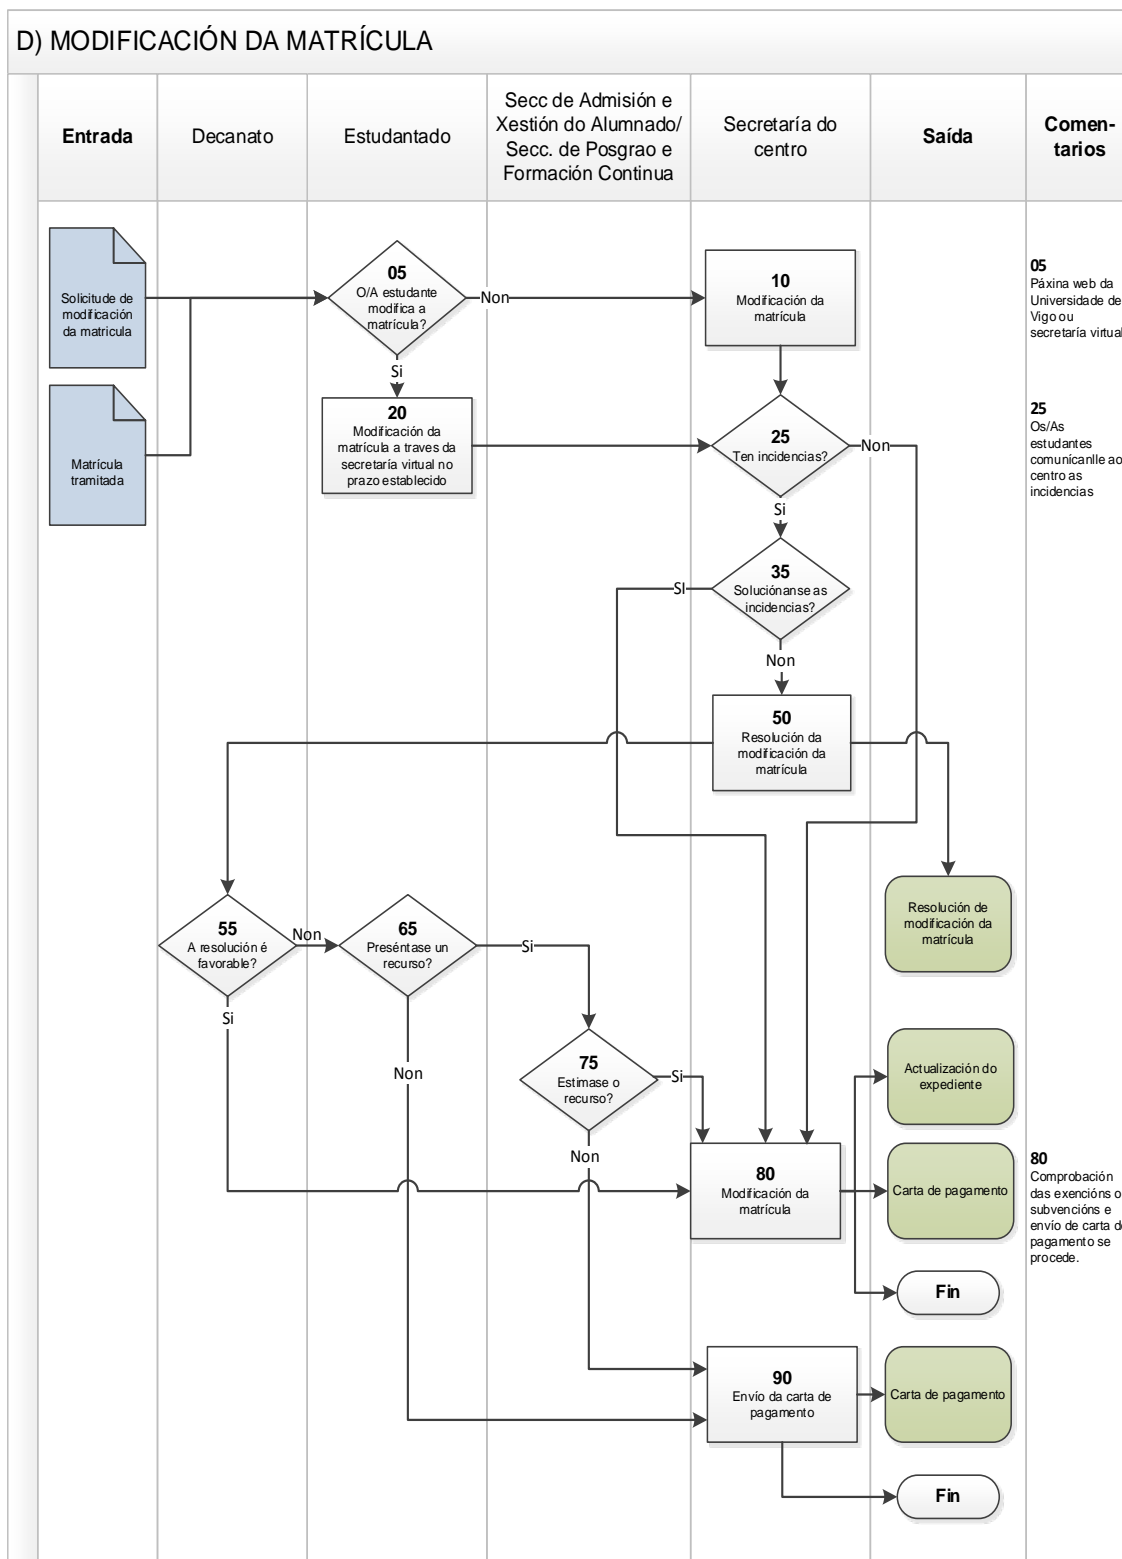 D) MODIFICACIÓN DA MATRÍCULA
Entrada
Decanato
Estudantado
Secc de Admisión e
Xestión do Alumnado/
Secc. de Posgrao e
Formación Continua
Secretaría do
centro
Saída
Comen-
tarios
Solicitude de
modificación
da matricula
05
O/A estudante
modifica a
matrícula?
Non
10
Modificación da
matrícula
05
Páxina web da
Universidade de
Vigo ou
secretaría virtual
Si
Matrícula
tramitada
20
Modificación da
matrícula a traves da
secretaría virtual no
prazo establecido
25
Ten incidencias?
Non
25
Os/As
estudantes
comunícanlle ao
centro as
incidencias
Si
35
Soluciónanse as
incidencias?
SI
Non
50
Resolución da
modificación da
matrícula
Resolución de
modificación da
matrícula
55
A resolución é
favorable?
Non
65
Preséntase un
recurso?
Si
Si
Non
75
Estimase o
recurso?
Si
Non
Actualización do
expediente
80
Modificación da
matrícula
Carta de pagamento
80
Comprobación
das exencións o
subvencións e
envío de carta de
pagamento se
procede.
Fin
90
Envío da carta de
pagamento
Carta de pagamento
Fin